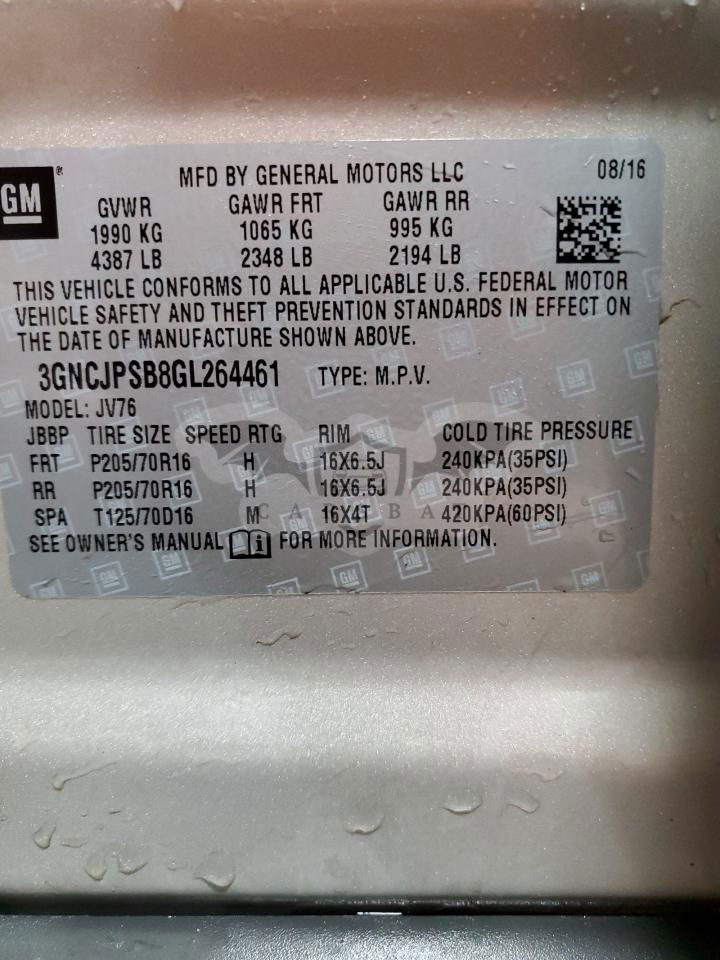 GM
MFD BY GENERAL MOTORS LLC 08/16
GVWR GAWR FRT GAWR RR
1990 KG 1065 KG 995 KG
4387 LB 2348 LB 2194 LB
THIS VEHICLE CONFORMS TO ALL APPLICABLE U.S. FEDERAL MOTOR
VEHICLE SAFETY AND THEFT PREVENTION STANDARDS IN EFFECT ON
THE DATE OF MANUFACTURE SHOWN ABOVE.
3GNCJPSB8GL264461 TYPE: M.P.V.
MODEL: JV76
JBBP TIRE SIZE SPEED RTG RIM COLD TIRE PRESSURE
FRT P205/70R16 H 16X6.5J 240KPA(35PSI)
RR P205/70R16 H 16X6.5J 240KPA(35PSI)
SPA T125/70D16 M 16X4T 420KPA(60PSI)
SEE OWNER'S MANUAL FOR MORE INFORMATION.